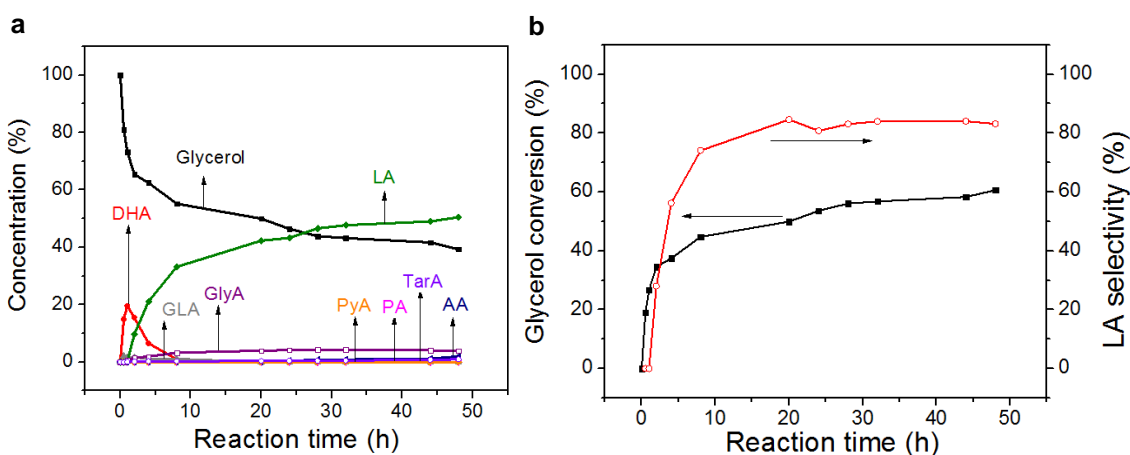 a
Concentration (%)
100
80
60
40
20
0
Glycerol
LA
DHA
GLA
GlyA
PyA
PA
TarA
AA
0
10
20
30
40
50
Reaction time (h)
b
Glycerol conversion (%)
100
80
60
40
20
0
100
80
60
40
20
0
LA selectivity (%)
0
10
20
30
40
50
Reaction time (h)